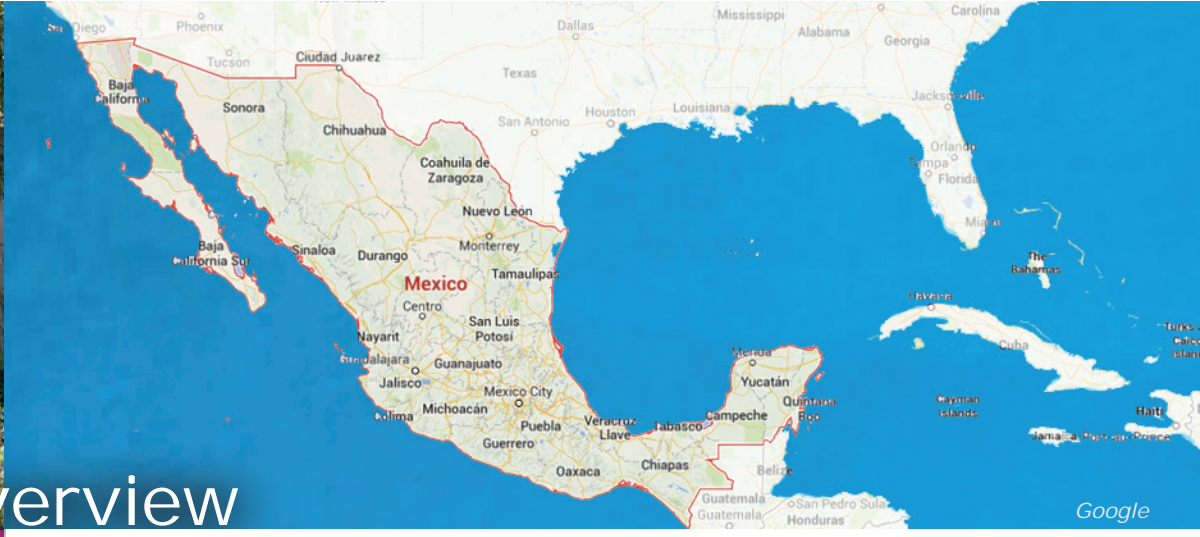 San Diego
Phoenix
Tucson
Ciudad Juarez
Dallas
Mississippi
Alabama
Georgia
Carolina
Texas
Houston
Louisiana
San Antonio
Jacksonville
Orlando
Tampa
Florida
Miami
Baja
California
Sonora
Chihuahua
Coahuila de
Zaragoza
Nuevo León
Monterrey
Baja
California Sur
Sinaloa
Durango
Tamaulipas
Mexico
Centro
San Luis
Potosí
Nayarit
Guadalajara
Guanajuato
Jalisco
Mexico City
Colima
Michoacán
Puebla
Veracruz
Llave
Tabasco
Guerrero
Oaxaca
Chiapas
Mérida
Yucatán
Quintana
Roo
Campeche
Belize
Guatemala
Guatemala
San Pedro Sula
Honduras
The
Bahamas
Havana
Cuba
Cayman
Islands
Turks
Haiti
Jamaica
Port-au-Prince
verview
Google